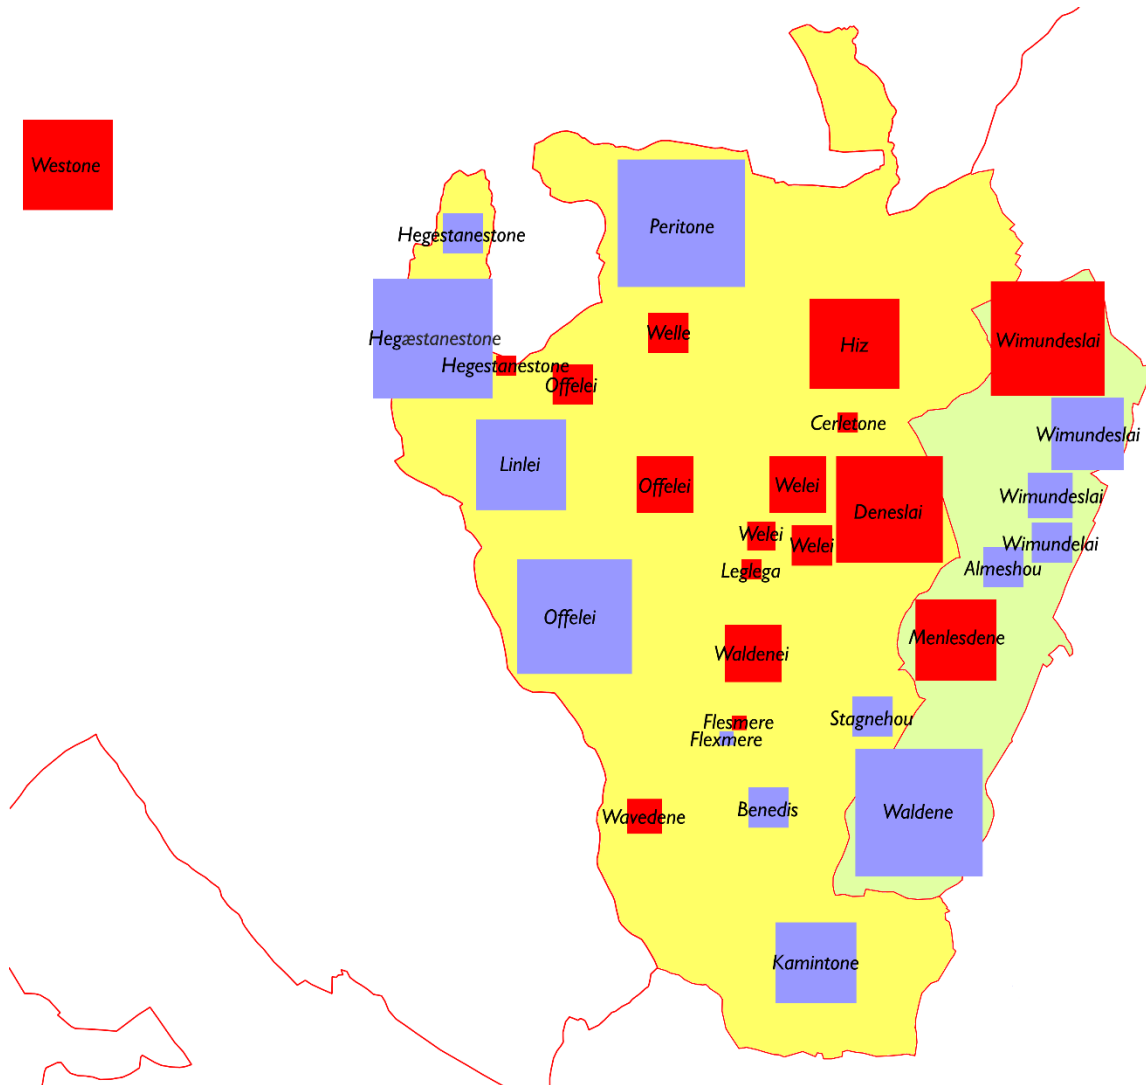 Westone
Hegestanestone
Peritone
Welle
Hegæstanestone
Hiz
Wimundeslai
Hegestanestone
Offelei
Cerletone
Wimundeslai
Linlei
Offelei
Welei
Deneslai
Wimundeslai
Welei
Welei
Wimundelai
Leglega
Almeshou
Offelei
Waldenei
Menlesdene
Flesmere
Flexmere
Stagnehou
Wavedene
Benedis
Waldene
Kamintone